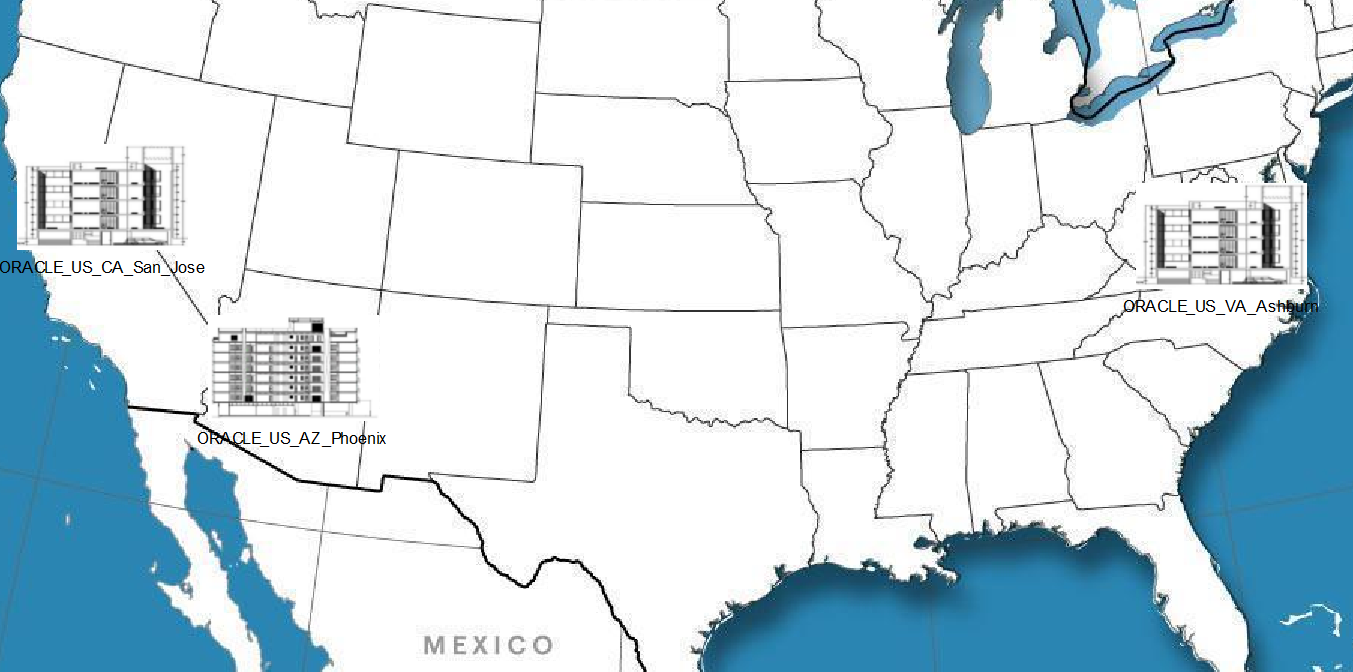 ORACLE_US_CA_San_Jose
ORACLE_US_VA_Ashburn
ORACLE_US_AZ_Phoenix
MEXICO